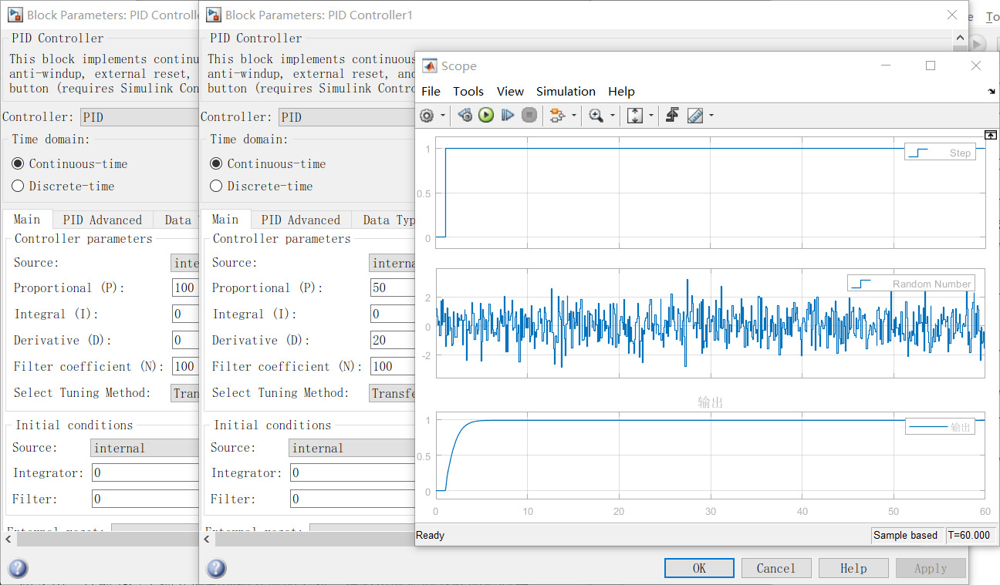 Block Parameters: PID Controlle
PID Controller
This block implements continu
anti-windup, external reset,
button (requires Simulink Con
Controller: PID
Time domain:
Continuous-time
Discrete-time
Main PID Advanced Data
Controller parameters
Source: inte
Proportional (P): 100
Integral (I): 0
Derivative (D): 0
Filter coefficient (N): 100
Select Tuning Method: Tran
Initial conditions
Source: internal
Integrator: 0
Filter: 0
Block Parameters: PID Controller1
PID Controller
This block implements continuous
anti-windup, external reset, and
button (requires Simulink Contro
Controller: PID
Time domain:
Continuous-time
Discrete-time
Main PID Advanced Data Typ
Controller parameters
Source: interna
Proportional (P): 50
Integral (I): 0
Derivative (D): 20
Filter coefficient (N): 100
Select Tuning Method: Transfe
Initial conditions
Source: internal
Integrator: 0
Filter: 0
OK Cancel Help Apply
e To
Scope
File Tools View Simulation Help
1
0.5
0
Step
2
0
-2
Random Number
输出
1
0.5
0
输出
0 10 20 30 40 50 60
Ready Sample based T=60.000